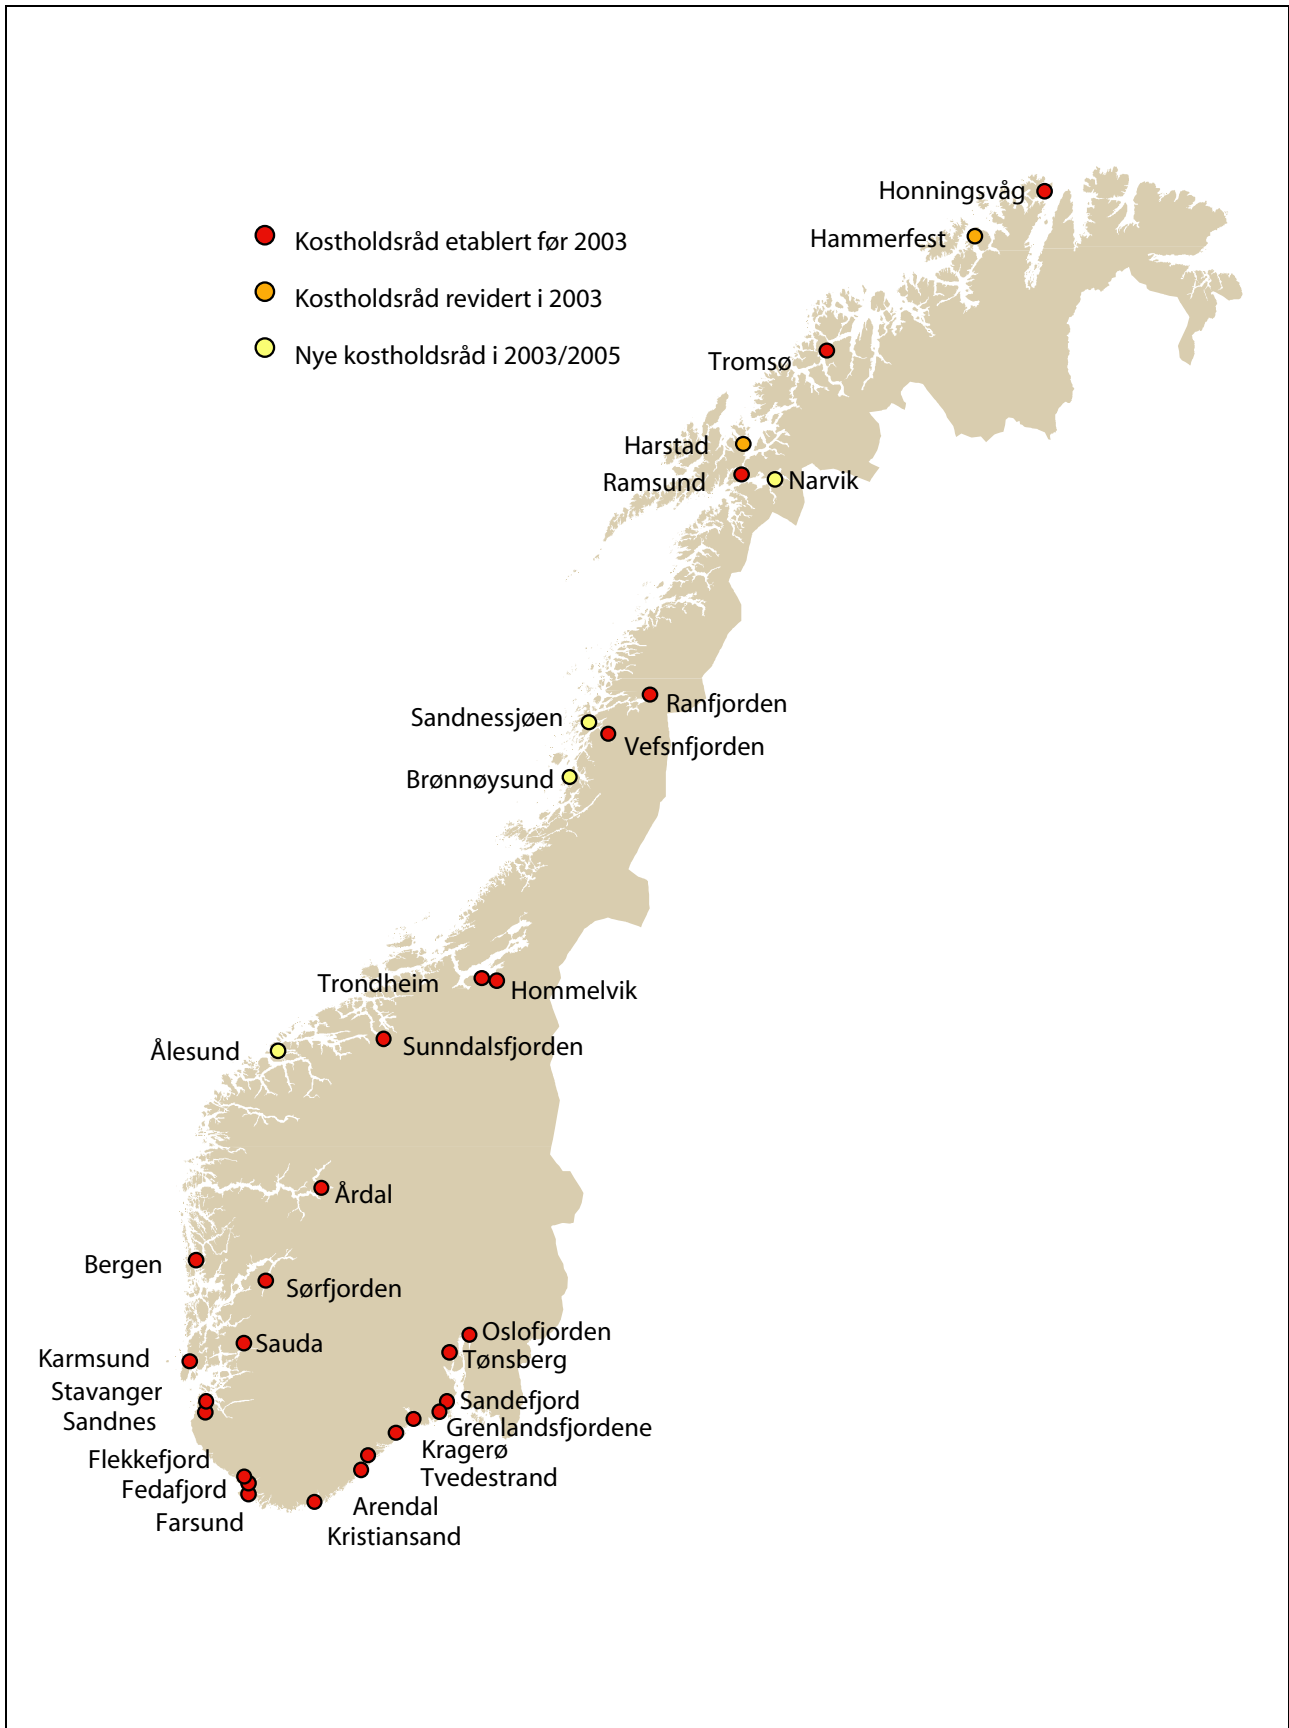 Kostholdsråd etablert før 2003
Kostholdsråd revidert i 2003
Nye kostholdsråd i 2003/2005
Honningsvåg
Hammerfest
Tromsø
Harstad
Ramsund
Narvik
Ranfjorden
Sandnessjøen
Vefsnfjorden
Brønnøysund
Trondheim
Hommelvik
Sunndalsfjorden
Ålesund
Årdal
Bergen
Sørfjorden
Oslofjorden
Sauda
Tønsberg
Karmsund
Stavanger
Sandefjord
Sandnes
Grenlandsfjordene
Kragerø
Flekkefjord
Tvedestrand
Fedafjord
Arendal
Farsund
Kristiansand